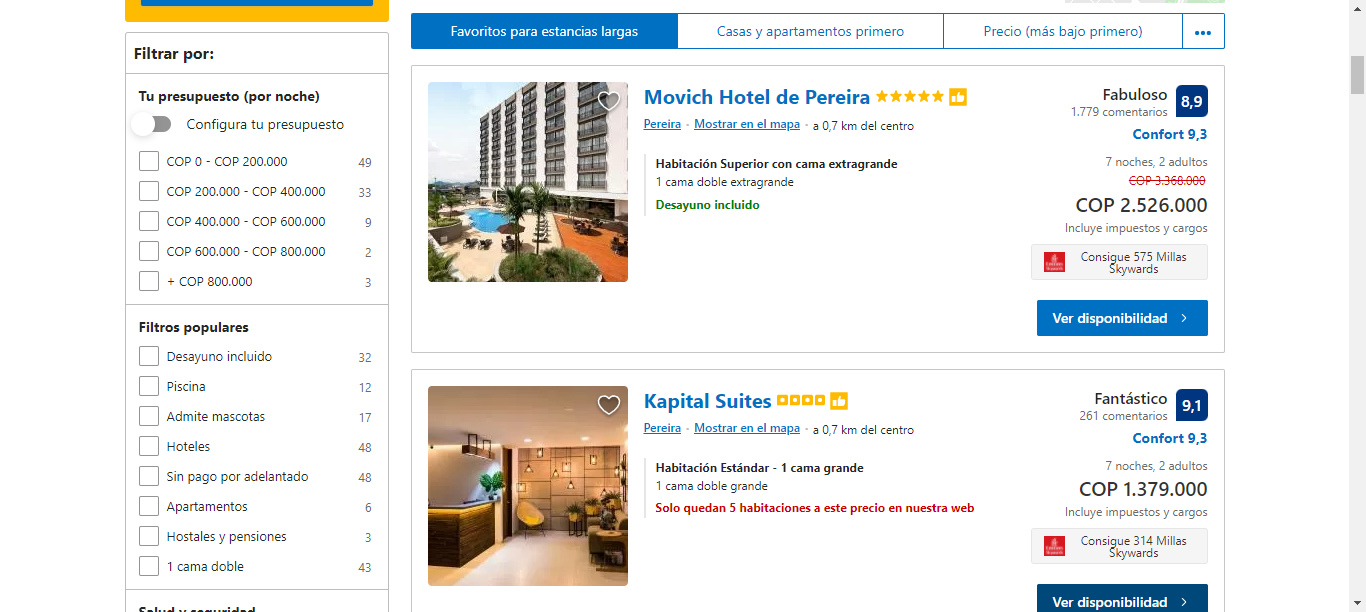 Favoritos para estancias largas
Casas y apartamentos primero
Precio (más bajo primero)
Filtrar por:
Tu presupuesto (por noche)
Configura tu presupuesto
COP 0 - COP 200.000 49
COP 200.000 - COP 400.000 33
COP 400.000 - COP 600.000 9
COP 600.000 - COP 800.000 2
+ COP 800.000 3
Filtros populares
Desayuno incluido 32
Piscina 12
Admite mascotas 17
Hoteles 48
Sin pago por adelantado 48
Apartamentos 6
Hostales y pensiones 3
1 cama doble 43
Salud y seguridad
Movich Hotel de Pereira
Pereira · Mostrar en el mapa · a 0,7 km del centro
Habitación Superior con cama extragrande
1 cama doble extragrande
Desayuno incluido
Fabuloso 8,9
1.779 comentarios
Confort 9,3
7 noches, 2 adultos
COP 3.368.000
COP 2.526.000
Incluye impuestos y cargos
Consigue 575 Millas
Skywards
Ver disponibilidad
Kapital Suites
Pereira · Mostrar en el mapa · a 0,7 km del centro
Habitación Estándar - 1 cama grande
1 cama doble grande
Solo quedan 5 habitaciones a este precio en nuestra web
Fantástico 9,1
261 comentarios
Confort 9,3
7 noches, 2 adultos
COP 1.379.000
Incluye impuestos y cargos
Consigue 314 Millas
Skywards
Ver disponibilidad